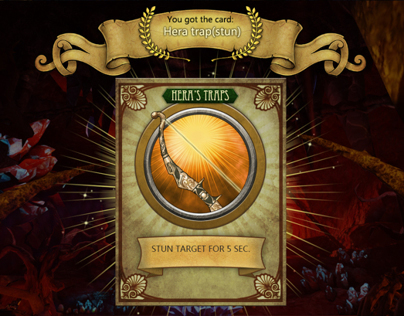 You got the card:
Hera trap(stun)
HERA'S TRAPS
STUN TARGET FOR 5 SEC.